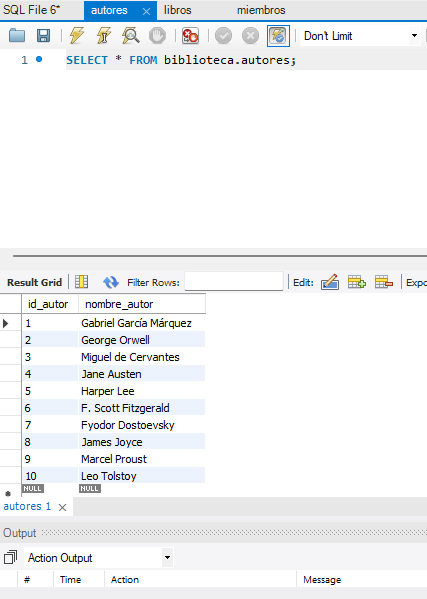 SQL File 6* autores × libros miembros
Don't Limit
1 SELECT * FROM biblioteca.autores;
Result Grid Filter Rows: Edit: Expo
id_autor nombre_autor
1 Gabriel García Márquez
2 George Orwell
3 Miguel de Cervantes
4 Jane Austen
5 Harper Lee
6 F. Scott Fitzgerald
7 Fyodor Dostoevsky
8 James Joyce
9 Marcel Proust
10 Leo Tolstoy
* NULL NULL
autores 1 ×
Output
Action Output
# Time Action Message